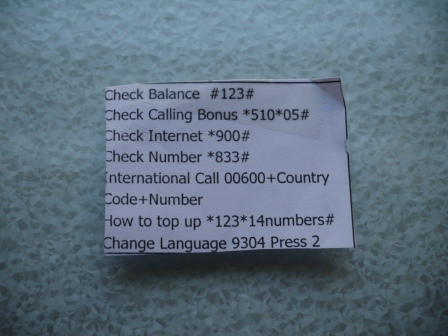 Check Balance #123#
Check Calling Bonus *510*05#
Check Internet *900#
Check Number *833#
International Call 00600+Country
Code+Number
How to top up *123*14numbers#
Change Language 9304 Press 2